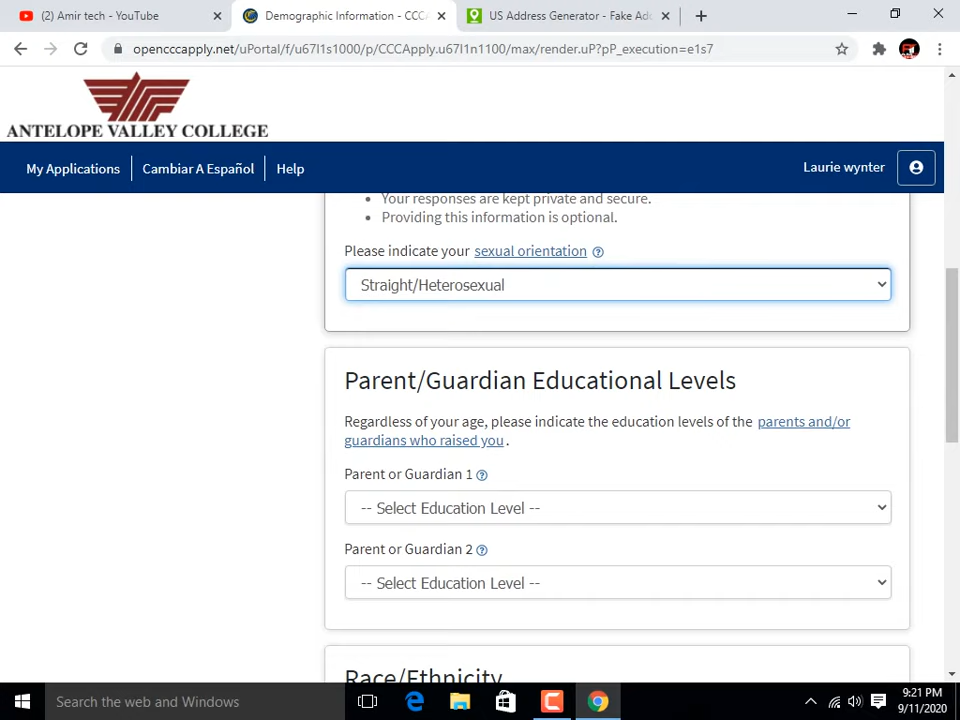 (2) Amir tech - YouTube
Demographic Information - CCCA
US Address Generator - Fake Add
opencccapply.net/uPortal/f/u67l1s1000/p/CCCApply.u67l1n1100/max/render.uP?pP_execution=e1s7
ANTELOPE VALLEY COLLEGE
My Applications
Cambiar A Español
Help
Laurie wynter
Your responses are kept private and secure.
Providing this information is optional.
Please indicate your sexual orientation
Straight/Heterosexual
Parent/Guardian Educational Levels
Regardless of your age, please indicate the education levels of the parents and/or
guardians who raised you.
Parent or Guardian 1
-- Select Education Level --
Parent or Guardian 2
-- Select Education Level --
Race/Ethnicity
Search the web and Windows
9:21 PM
9/11/2020